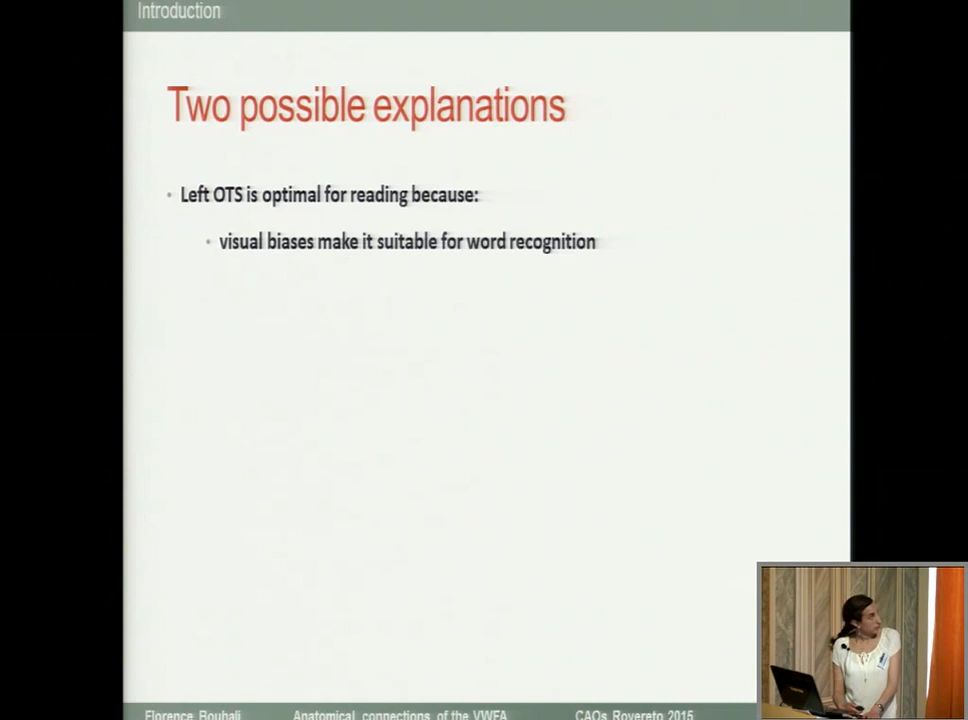 Introduction
Two possible explanations
• Left OTS is optimal for reading because:
• visual biases make it suitable for word recognition
Florence Bouhali Anatomical connections of the VWFA CAOs Rovereto 2015